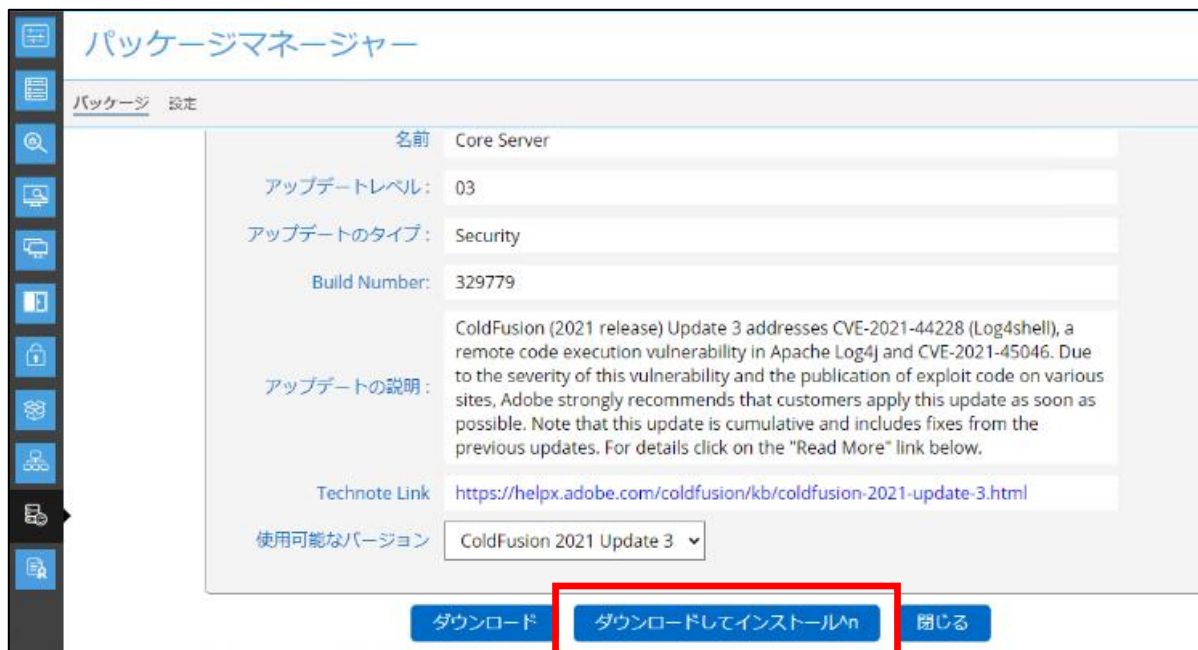 パッケージマネージャー
パッケージ 設定
名前 Core Server
アップデートレベル : 03
アップデートのタイプ : Security
Build Number: 329779
ColdFusion (2021 release) Update 3 addresses CVE-2021-44228 (Log4shell), a
remote code execution vulnerability in Apache Log4j and CVE-2021-45046. Due
to the severity of this vulnerability and the publication of exploit code on various
アップデートの説明 : sites, Adobe strongly recommends that customers apply this update as soon as
possible. Note that this update is cumulative and includes fixes from the
previous updates. For details click on the "Read More" link below.
Technote Link https://helpx.adobe.com/coldfusion/kb/coldfusion-2021-update-3.html
使用可能なバージョン ColdFusion 2021 Update 3
ダウンロード ダウンロードしてインストール^n 閉じる